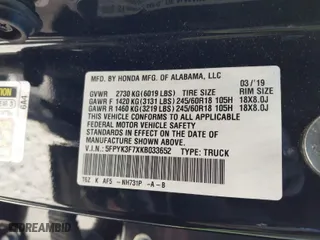 MFD. BY HONDA MFG. OF ALABAMA, LLC.
03/'19
GVWR 2730 KG (6019 LBS) TIRE SIZE RIM SIZE
GAWR F 1420 KG (3131 LBS) 245/60R18 105H 18X8.0J
GAWR R 1460 KG (3219 LBS) 245/60R18 105H 18X8.0J
THIS VEHICLE CONFORMS TO ALL APPLICABLE
FEDERAL MOTOR VEHICLE SAFETY STANDARDS
IN EFFECT ON THE DATE OF MANUFACTURE
SHOWN ABOVE.
V.I.N.: 5FPYK3F7XKB033652 TYPE: TRUCK
T6Z K AF5 -NH731P -A-B
DREAMBID